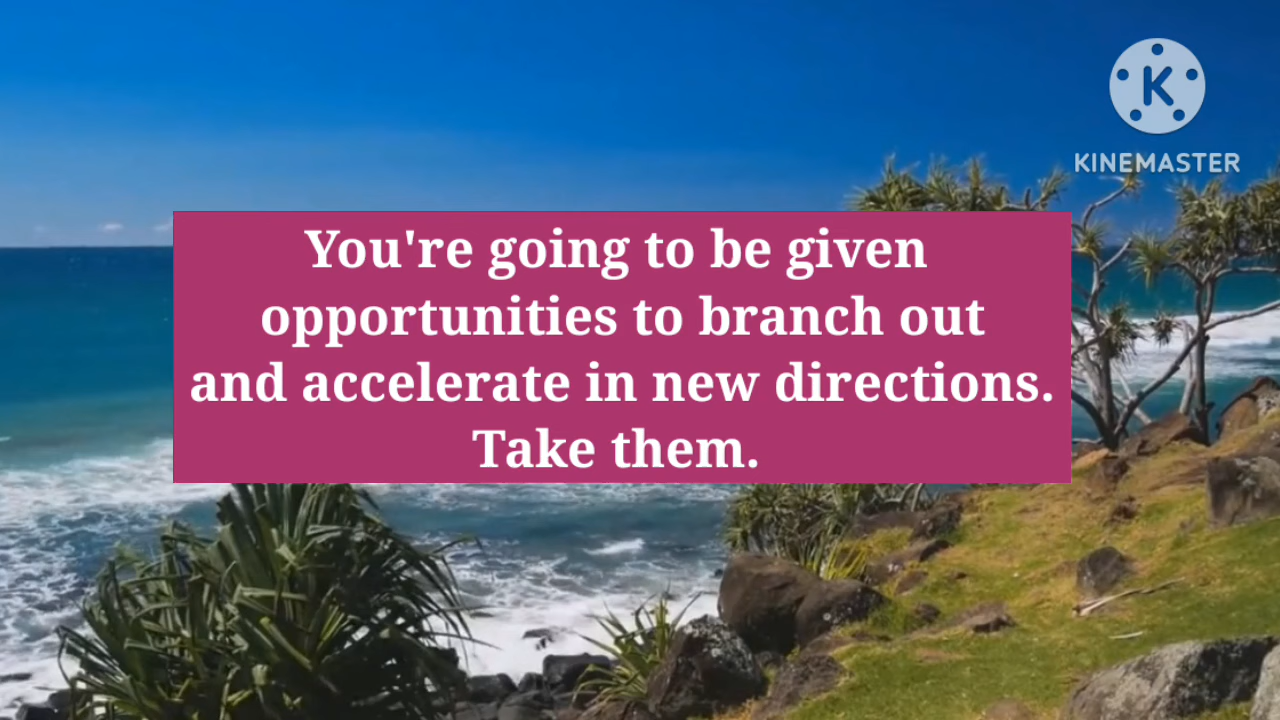 K
KINEMASTER
You're going to be given
opportunities to branch out
and accelerate in new directions.
Take them.